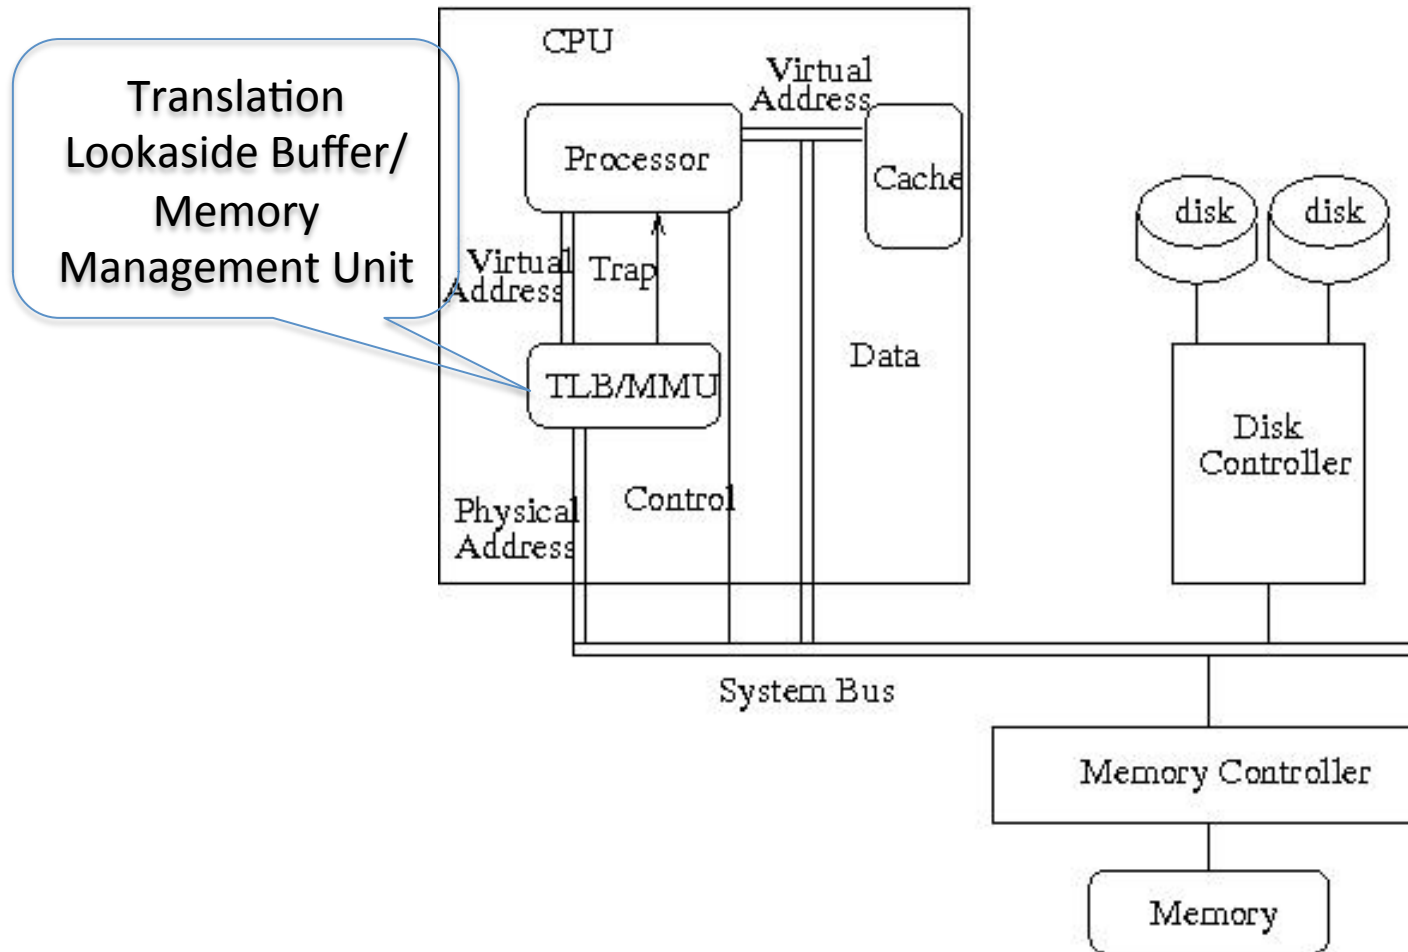 CPU
Translation
Lookaside Buffer/
Memory
Management Unit
Virtual
Address
Processor
Cache
Virtual
Address
Trap
TLB/MMU
Data
Physical
Address
Control
disk
disk
Disk
Controller
System Bus
Memory Controller
Memory